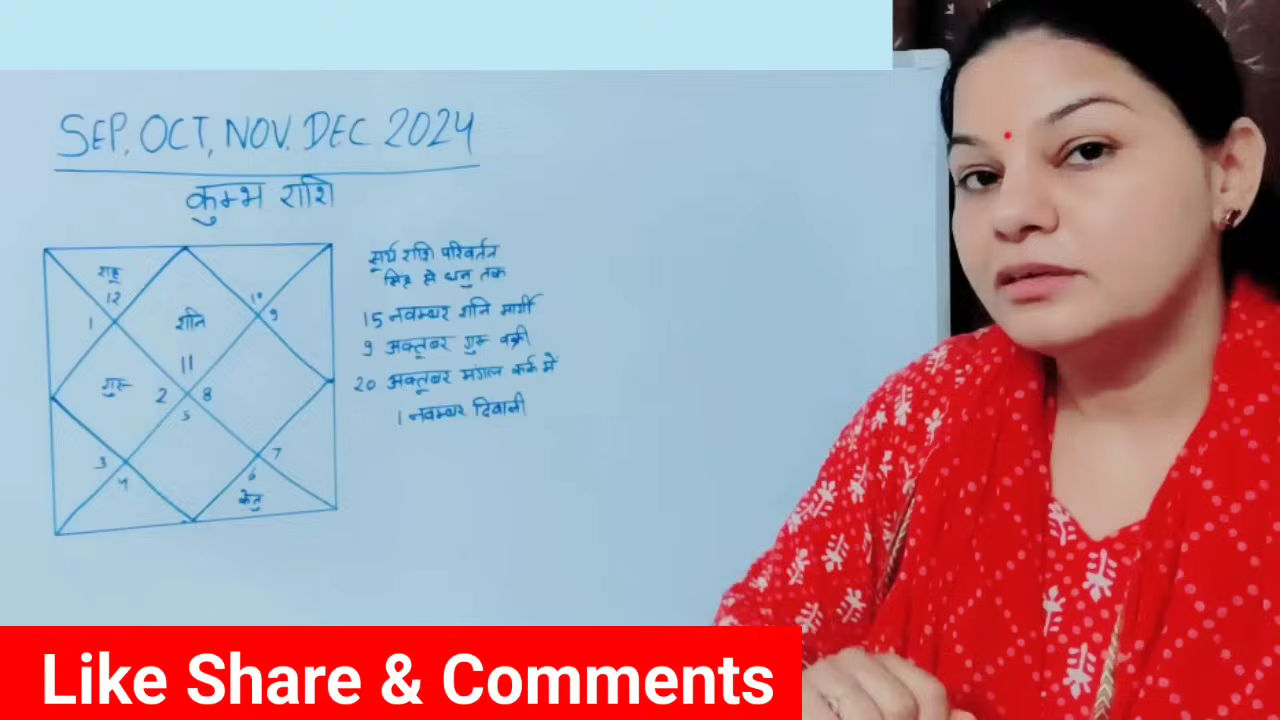 SEP, OCT, NOV. DEC 2024
कुम्भ राशि
राहू
12
1
शनि
11
10
9
गुरु
2
8
5
3
4
7
6
केतु
सूर्य राशि परिवर्तन
सिंह से धनु तक
15 नवम्बर शनि मार्गी
9 अक्तूबर गुरु वक्री
20 अक्तूबर मंगल कर्क में
1 नवम्बर दिवाली
Like Share & Comments